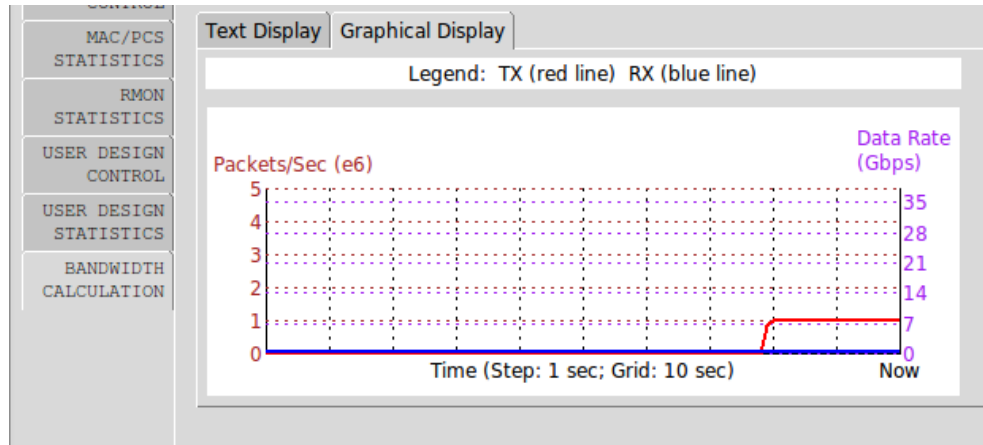 CONTROL
MAC/PCS
STATISTICS
RMON
STATISTICS
USER DESIGN
CONTROL
USER DESIGN
STATISTICS
BANDWIDTH
CALCULATION
Text Display Graphical Display
Legend: TX (red line) RX (blue line)
Data Rate
(Gbps)
Packets/Sec (e6)
5
4
3
2
1
0
35
28
21
14
7
0
Time (Step: 1 sec; Grid: 10 sec)
Now